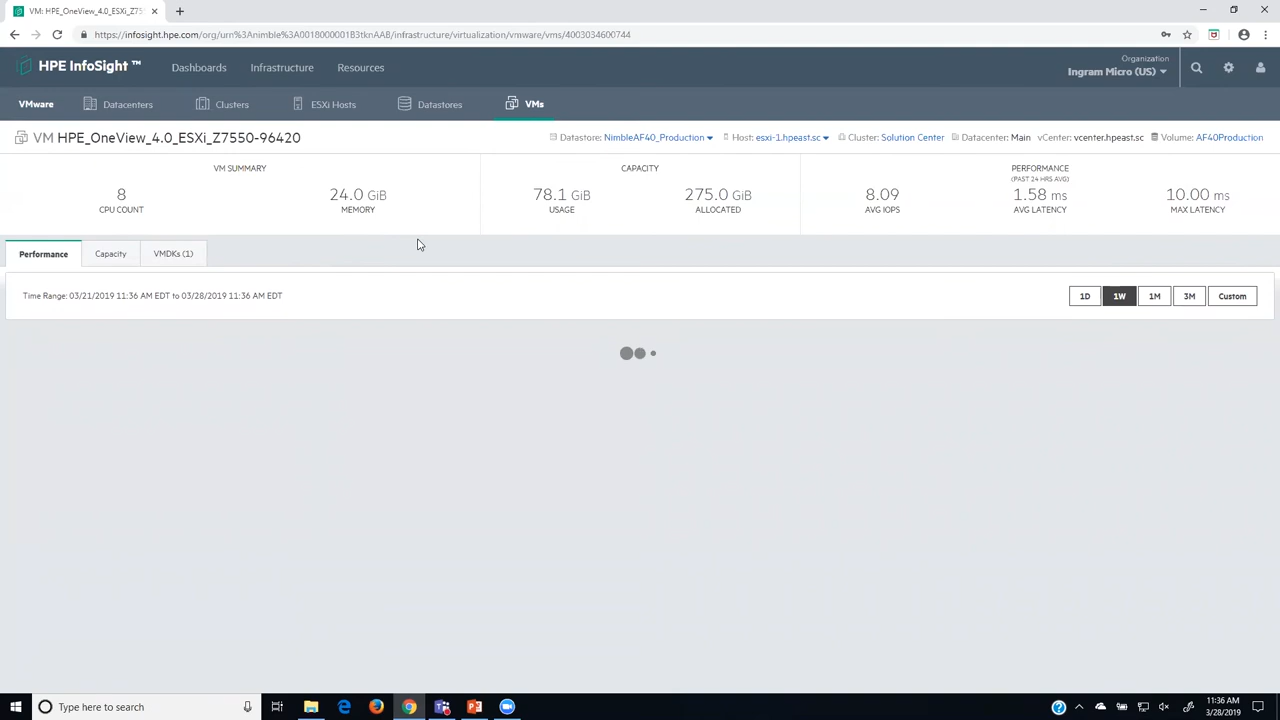 VM: HPE_OneView_4.0_ESXi_Z755
https://infosight.hpe.com/org/urn%3Animble%3A0018000001B3tknAAB/infrastructure/virtualization/vmware/vms/4003034600744
HPE InfoSight ™
Dashboards
Infrastructure
Resources
Organization
Ingram Micro (US)
VMware
Datacenters
Clusters
ESXi Hosts
Datastores
VMs
VM HPE_OneView_4.0_ESXi_Z7550-96420
Datastore: NimbleAF40_Production
Host: esxi-1.hpeast.sc
Cluster: Solution Center
Datacenter: Main
vCenter: vcenter.hpeast.sc
Volume: AF40Production
VM SUMMARY
8
CPU COUNT
24.0 GiB
MEMORY
CAPACITY
78.1 GiB
USAGE
275.0 GiB
ALLOCATED
PERFORMANCE
(PAST 24 HRS AVG)
8.09
AVG IOPS
1.58 ms
AVG LATENCY
10.00 ms
MAX LATENCY
Performance
Capacity
VMDKs (1)
Time Range: 03/21/2019 11:36 AM EDT to 03/28/2019 11:36 AM EDT
1D
1W
1M
3M
Custom
Type here to search
11:36 AM
3/28/2019